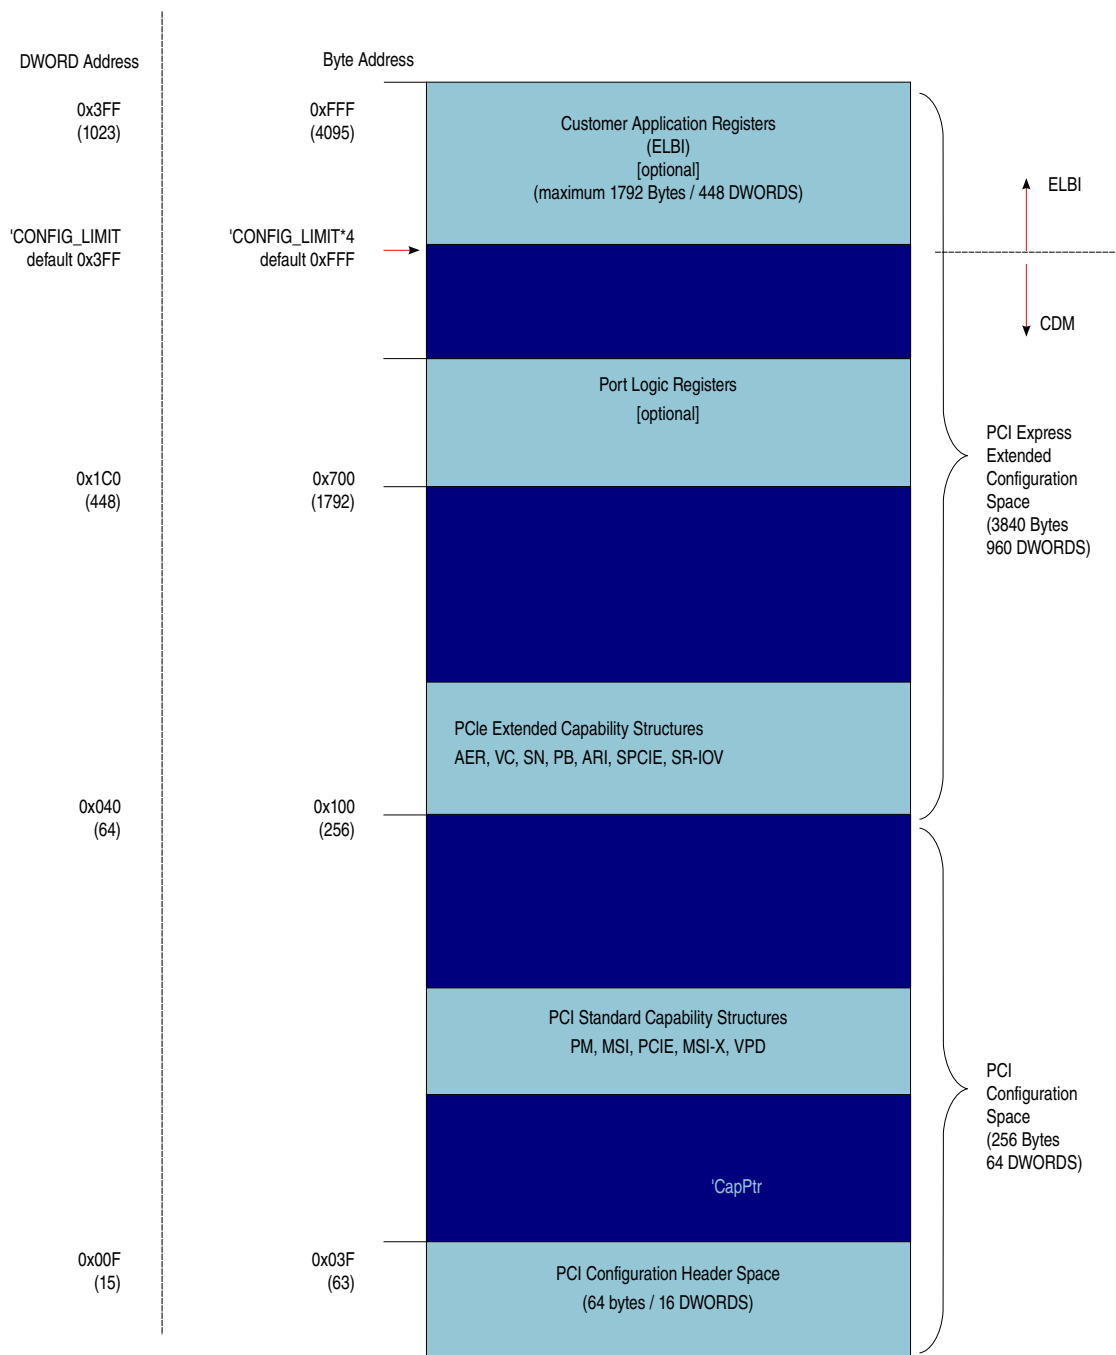 DWORD Address
Byte Address
0x3FF
(1023)
0xFFF
(4095)
Customer Application Registers
(ELBI)
[optional]
(maximum 1792 Bytes / 448 DWORDS)
ELBI
'CONFIG_LIMIT
default 0x3FF
'CONFIG_LIMIT*4
default 0xFFF
CDM
Port Logic Registers
[optional]
PCI Express
Extended
Configuration
Space
(3840 Bytes
960 DWORDS)
0x1C0
(448)
0x700
(1792)
PCIe Extended Capability Structures
AER, VC, SN, PB, ARI, SPCIE, SR-IOV
0x040
(64)
0x100
(256)
PCI Standard Capability Structures
PM, MSI, PCIE, MSI-X, VPD
PCI
Configuration
Space
(256 Bytes
64 DWORDS)
'CapPtr
0x00F
(15)
0x03F
(63)
PCI Configuration Header Space
(64 bytes / 16 DWORDS)